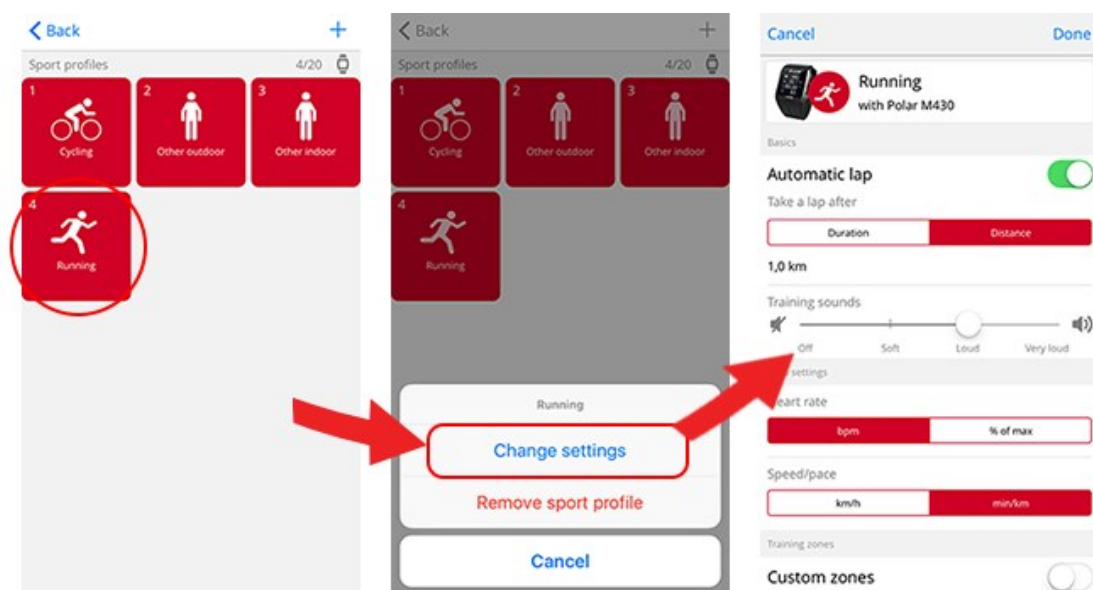 Back +
Sport profiles 4/20
1 2 3
Cycling Other outdoor Other indoor
4
Running
Back +
Sport profiles 4/20
1 2 3
Cycling Other outdoor Other indoor
4
Running
Running
Change settings
Remove sport profile
Cancel
Cancel Done
Running
with Polar M430
Basics
Automatic lap
Take a lap after
Duration Distance
1,0 km
Training sounds
Off Soft Loud Very loud
settings
eart rate
bpm % of max
Speed/pace
km/h min/km
Training zones
Custom zones